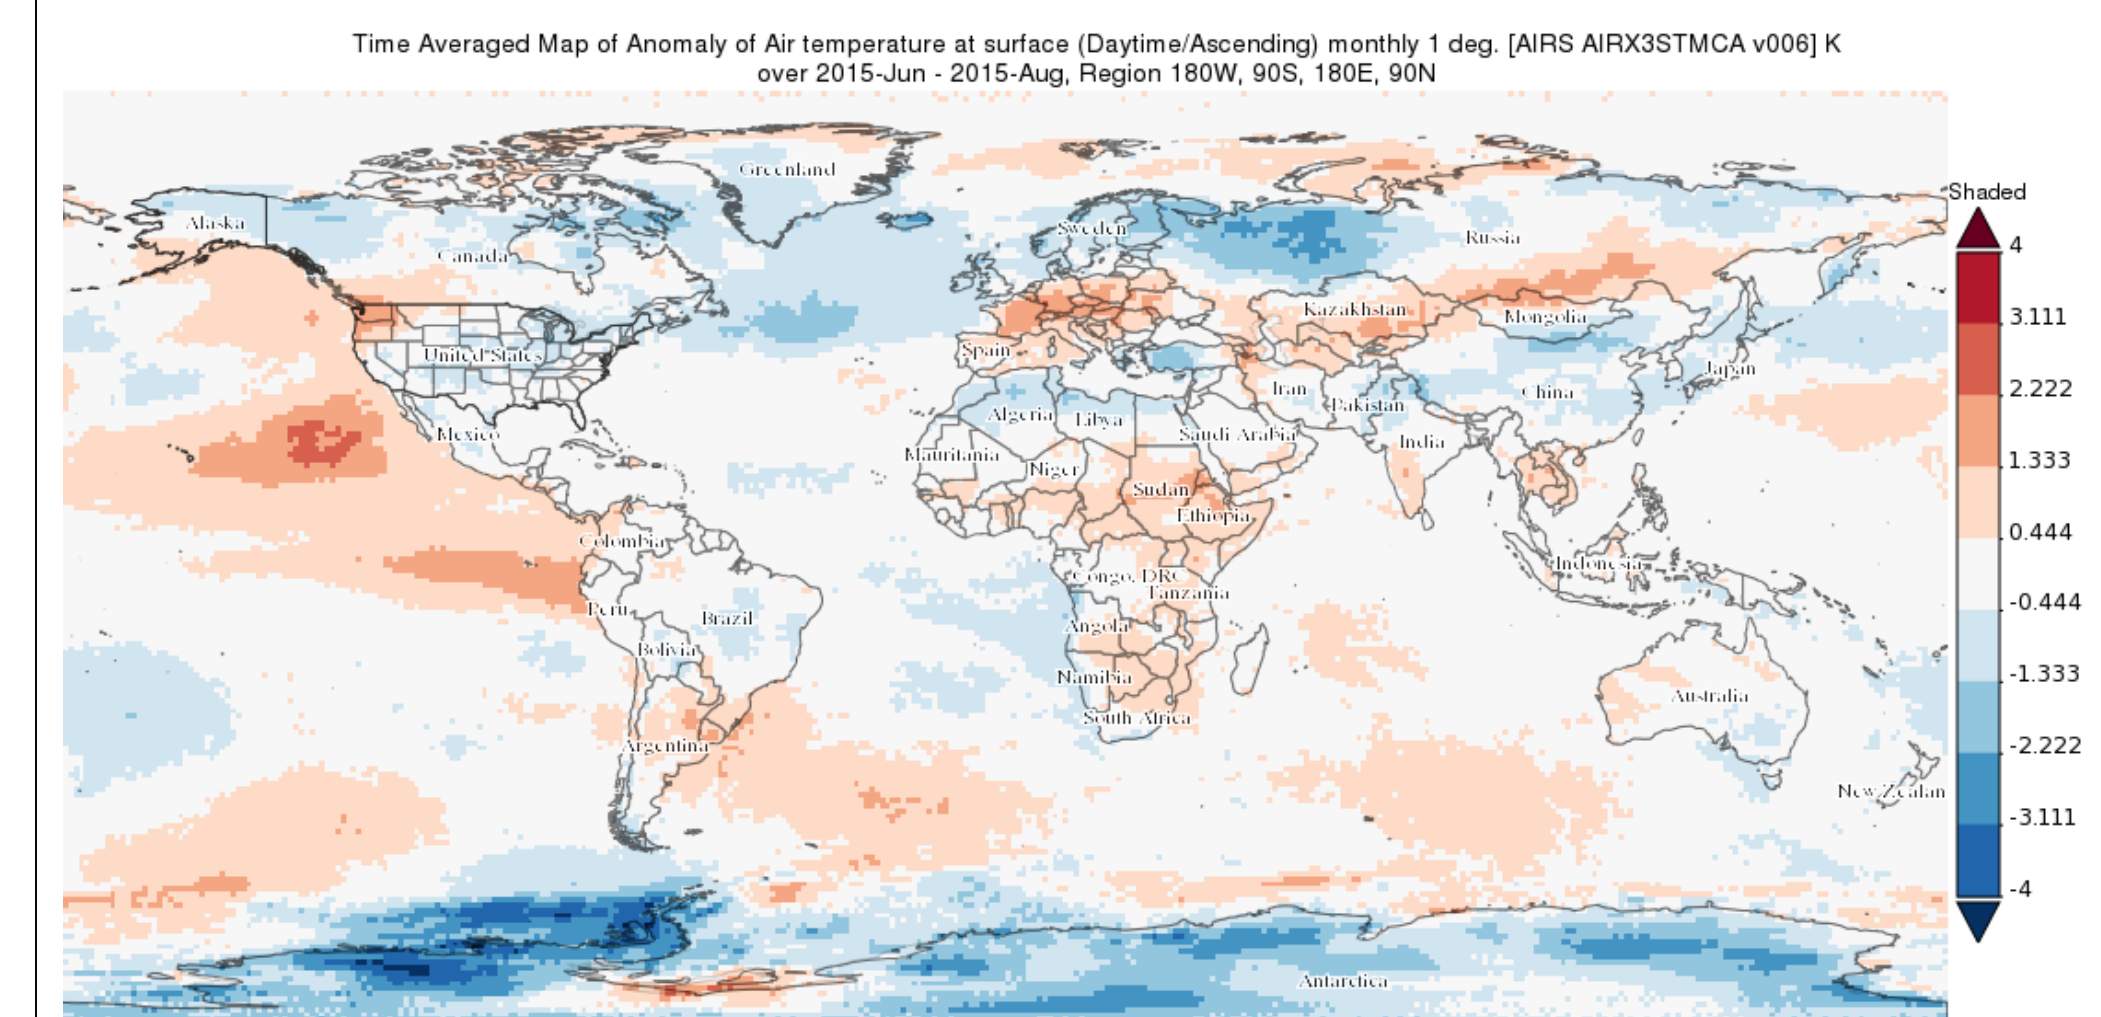 Time Averaged Map of Anomaly of Air temperature at surface (Daytime/Ascending) monthly 1 deg. [AIRS AIRX3STMCA v006] K
over 2015-Jun - 2015-Aug, Region 180W, 90S, 180E, 90N
Greenland
Shaded
Alaska
Sweden
Russia
4
Canada
Kazakhstan
Mongolia
3.111
United States
Spain
Japan
Iran
China
2.222
Algeria
Libya
Pakistan
Mexico
Saudi Arabia
India
Mauritania
Niger
1.333
Sudan
Ethiopia
Colombia
0.444
Indonesia
Congo, DRC
Tanzania
Peru
Brazil
-0.444
Angola
Bolivia
Namibia
-1.333
Australia
South Africa
Argentina
-2.222
New Zealan
-3.111
-4
Antarctica